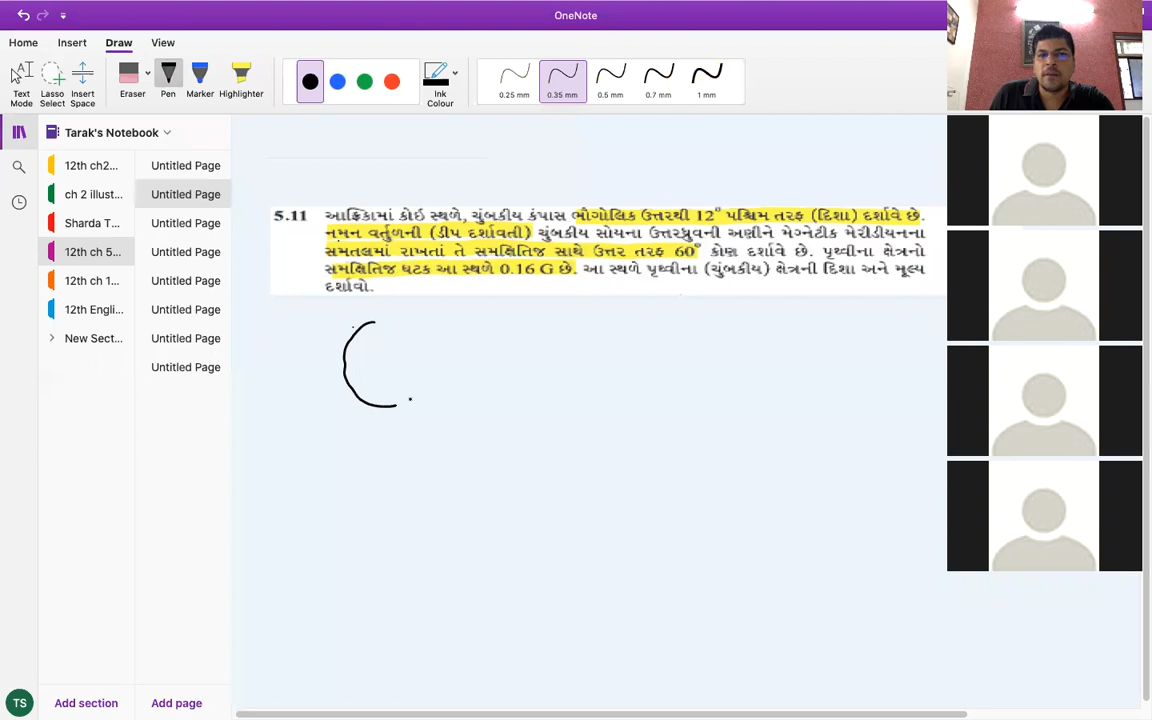 OneNote
Home Insert Draw View
Text Mode
Lasso Select
Insert Space
Eraser
Pen
Marker
Highlighter
Ink Colour
0.25 mm
0.35 mm
0.5 mm
0.7 mm
1 mm
Tarak's Notebook
12th ch2...
ch 2 illust...
Sharda T...
12th ch 5...
12th ch 1...
12th Engli...
New Sect...
Untitled Page
Untitled Page
Untitled Page
Untitled Page
Untitled Page
Untitled Page
Untitled Page
Untitled Page
5.11 આફ્રિકામાં કોઈ સ્થળે, ચુંબકીય કંપાસ ભૌગોલિક ઉત્તરથી 12° પશ્ચિમ તરફ (દિશા) દર્શાવે છે.
નમન વર્તુળની (ડીપ દર્શાવતી) ચુંબકીય સોયના ઉત્તરધ્રુવની અણીને મેગ્નેટીક મેરીડીયનના
સમતલમાં રાખતાં તે સમક્ષિતિજ સાથે ઉત્તર તરફ 60° કોણ દર્શાવે છે. પૃથ્વીના ક્ષેત્રનો
સમક્ષિતિજ ઘટક આ સ્થળે 0.16 G છે. આ સ્થળે પૃથ્વીના (ચુંબકીય) ક્ષેત્રની દિશા અને મૂલ્ય
દર્શાવો.
TS
Add section
Add page